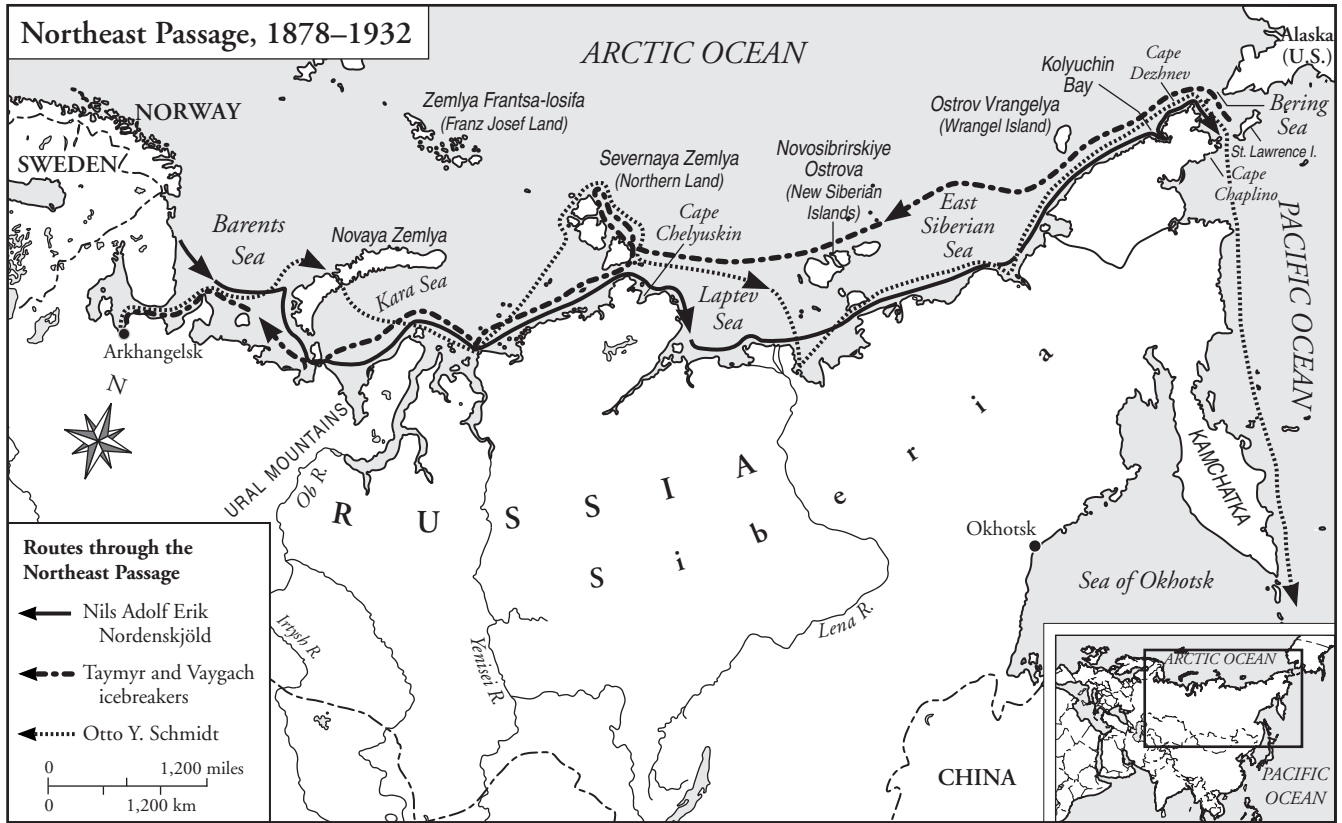 Northeast Passage, 1878–1932
ARCTIC OCEAN
Alaska
(U.S.)
Cape
Dezhnev
Kolyuchin
Bay
Bering
Sea
NORWAY
Zemlya Frantsa-Iosifa
(Franz Josef Land)
Ostrov Vrangelya
(Wrangel Island)
St. Lawrence I.
SWEDEN
Severnaya Zemlya
(Northern Land)
Novosibrirskiye
Ostrova
(New Siberian
Islands)
Cape
Chaplino
Cape
Chelyuskin
East
Siberian
Sea
Barents
Sea
Novaya Zemlya
PACIFIC OCEAN
Kara Sea
Laptev
Sea
Arkhangelsk
N
URAL MOUNTAINS
Ob R.
KAMCHATKA
RUSSIA
Siberia
Okhotsk
Sea of Okhotsk
Irtysh R.
Yenisei R.
Lena R.
CHINA
Routes through the
Northeast Passage
Nils Adolf Erik
Nordenskjöld
Taymyr and Vaygach
icebreakers
Otto Y. Schmidt
0 1,200 miles
0 1,200 km
ARCTIC OCEAN
PACIFIC
OCEAN